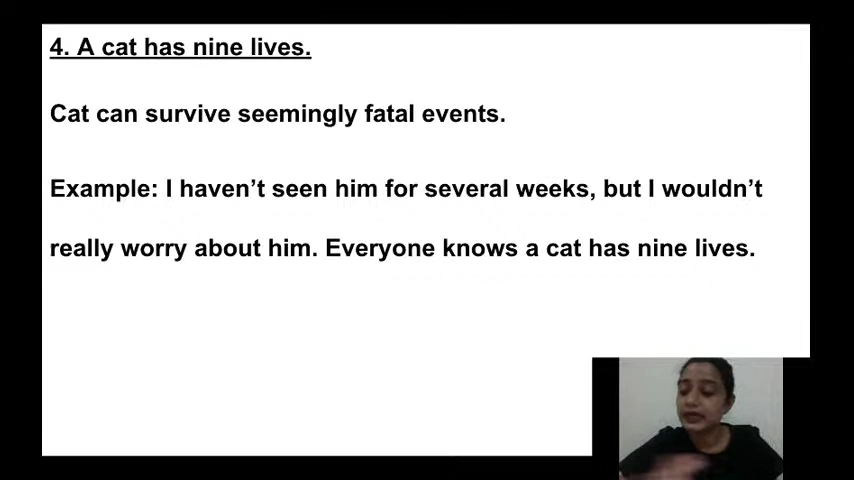 4. A cat has nine lives.
Cat can survive seemingly fatal events.
Example: I haven’t seen him for several weeks, but I wouldn’t
really worry about him. Everyone knows a cat has nine lives.